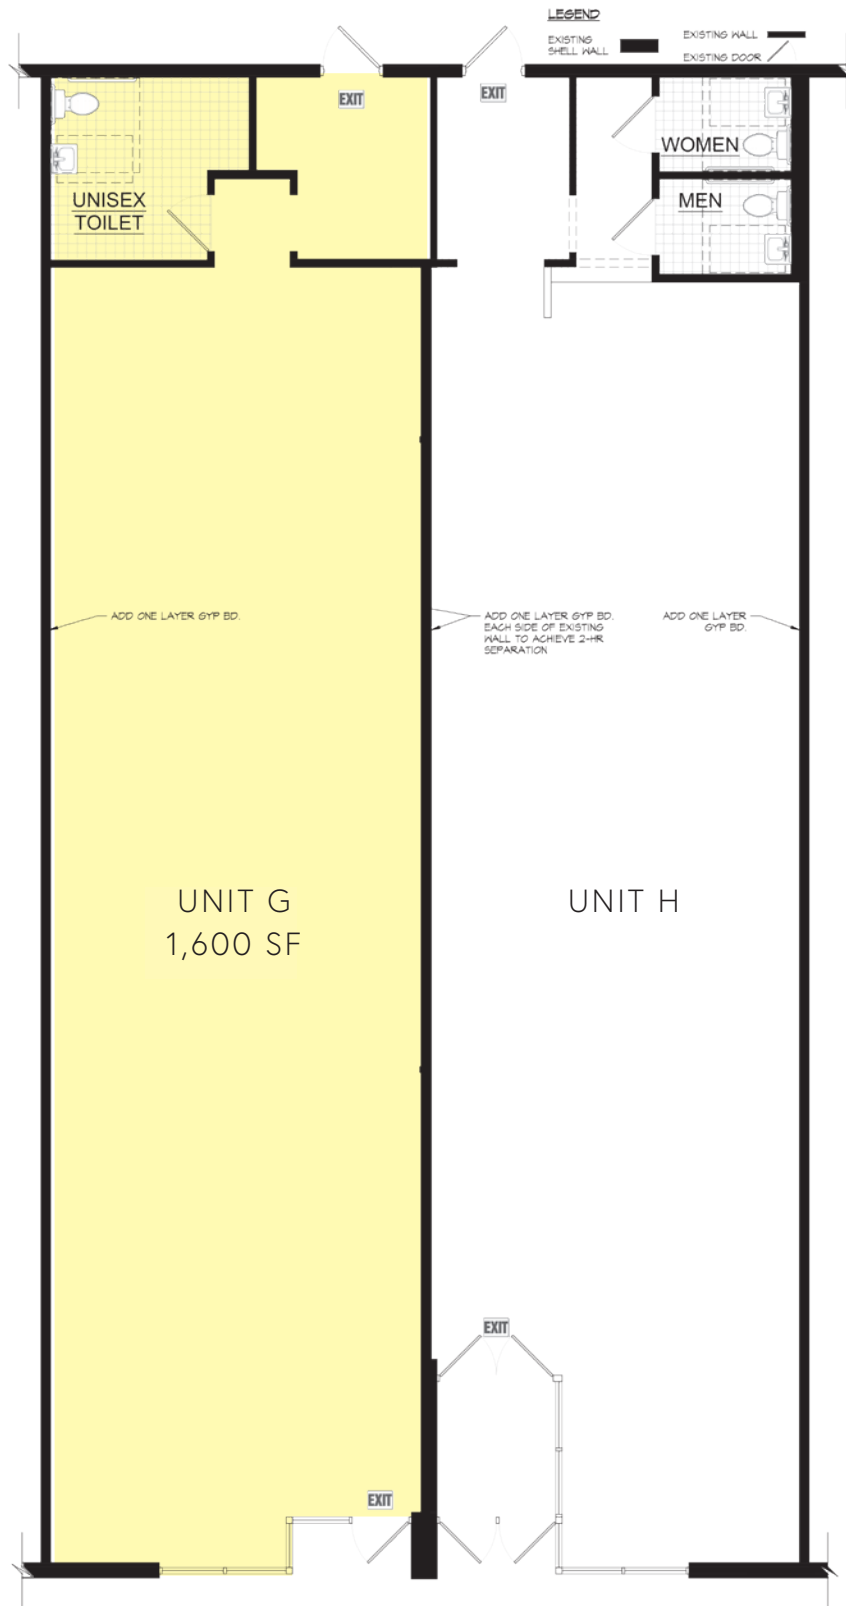 LEGEND
EXISTING
SHELL WALL
EXISTING WALL
EXISTING DOOR
EXIT
EXIT
UNISEX
TOILET
WOMEN
MEN
ADD ONE LAYER GYP BD.
ADD ONE LAYER GYP BD.
EACH SIDE OF EXISTING
WALL TO ACHIEVE 2-HR
SEPARATION
ADD ONE LAYER
GYP BD.
UNIT G
1,600 SF
UNIT H
EXIT
EXIT